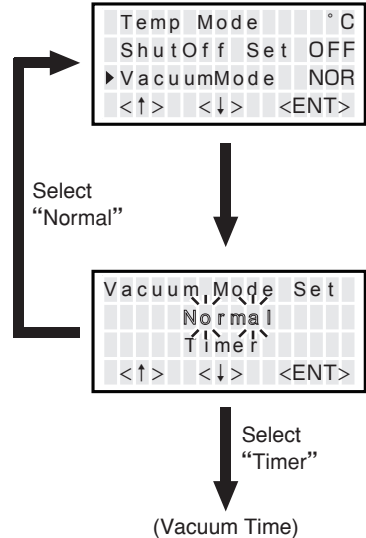 Temp Mode °C
ShutOff Set OFF
▶VacuumMode NOR
<↑> <↓> <ENT>
Select
“Normal”
Vacuum Mode Set
Normal
Timer
<↑> <↓> <ENT>
Select
“Timer”
(Vacuum Time)